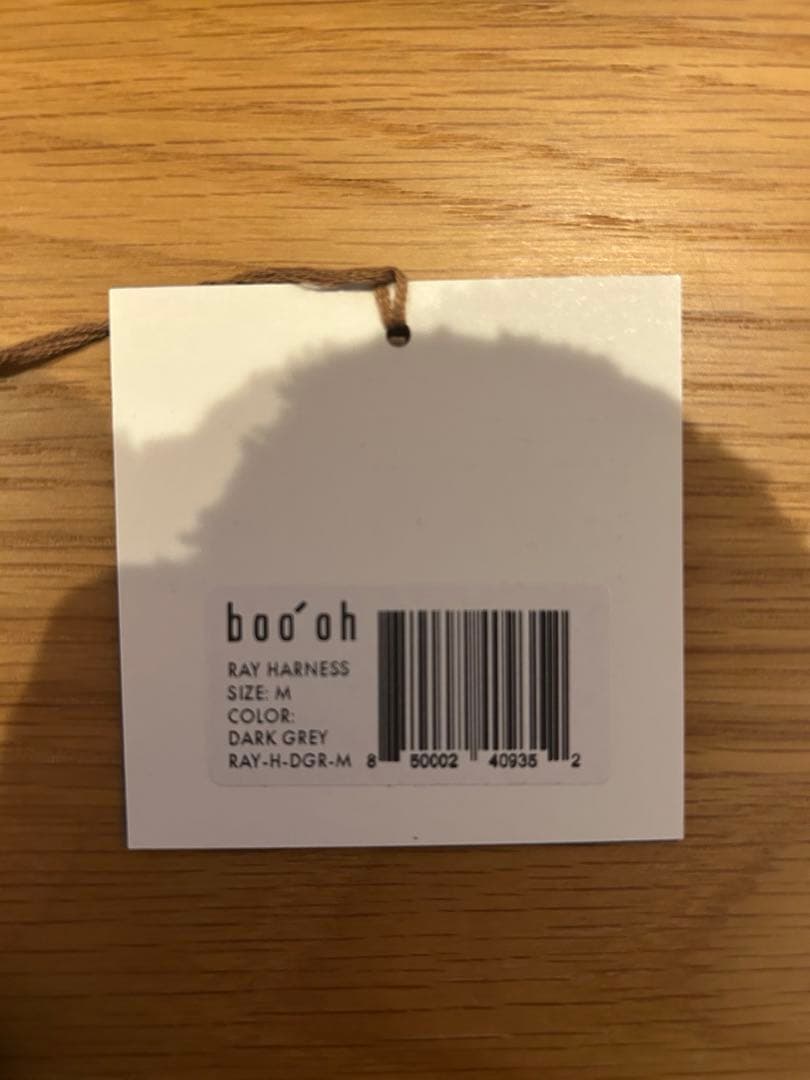 boo´oh
RAY HARNESS
SIZE: M
COLOR:
DARK GREY
RAY-H-DGR-M
8 50002 40935 2